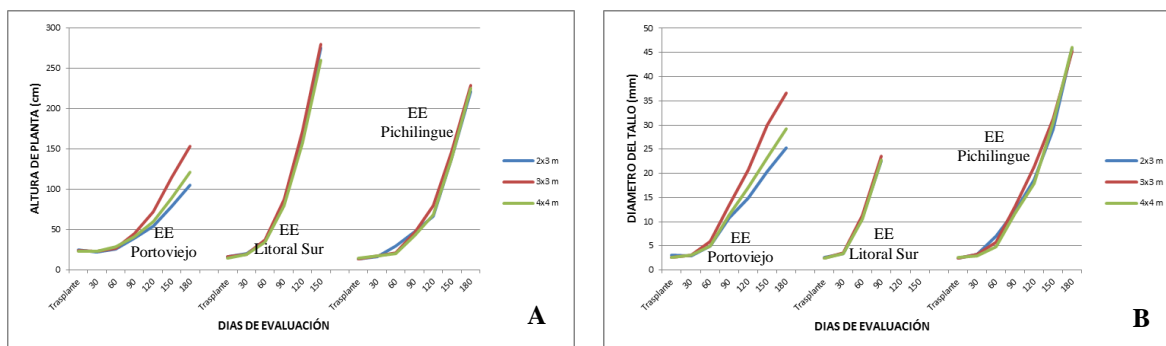 300
250
200
150
100
50
0
ALTURA DE PLANTA (cm)
EE
Portoviejo
EE
Litoral Sur
EE
Pichilingue
2x3 m
3x3 m
4x4 m
Trasplante 30 60 90 120 150 180 Trasplante 30 60 90 120 150 Trasplante 30 60 90 120 150 180
DIAS DE EVALUACIÓN
A
50
45
40
35
30
25
20
15
10
5
0
DIAMETRO DEL TALLO (mm)
EE
Portoviejo
EE
Litoral Sur
EE
Pichilingue
2x3 m
3x3 m
4x4 m
Trasplante 30 60 90 120 150 180 Trasplante 30 60 90 Trasplante 30 60 90 120 150 180
DIAS DE EVALUACIÓN
B